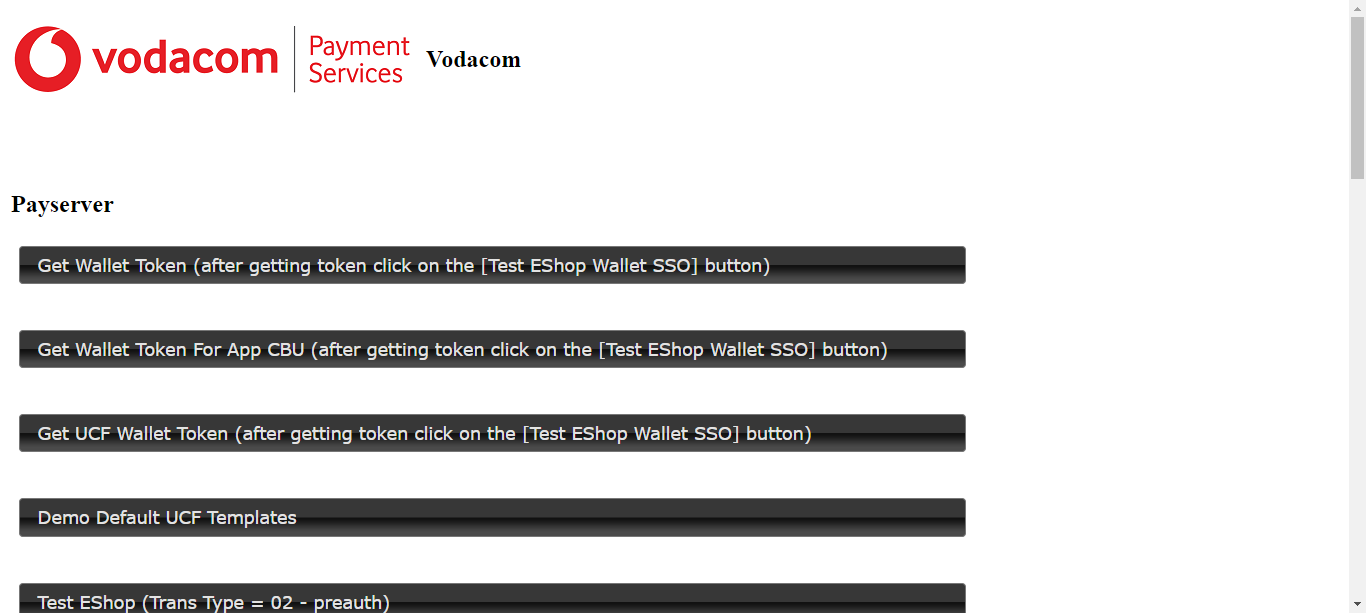 vodacom
Payment
Services
Vodacom
Payserver
Get Wallet Token (after getting token click on the [Test EShop Wallet SSO] button)
Get Wallet Token For App CBU (after getting token click on the [Test EShop Wallet SSO] button)
Get UCF Wallet Token (after getting token click on the [Test EShop Wallet SSO] button)
Demo Default UCF Templates
Test EShop (Trans Type = 02 - preauth)